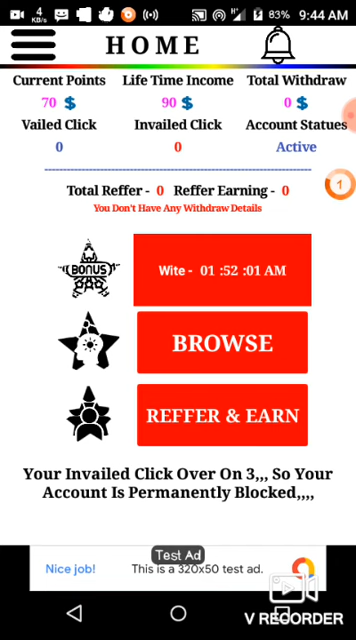 4 KB/s 83% 9:44 AM
HOME
Current Points Life Time Income Total Withdraw
70 $ 90 $ 0 $
Vailed Click Invailed Click Account Statues
0 0 Active
Total Reffer - 0 Reffer Earning - 0
You Don't Have Any Withdraw Details
1
BONUS
Wite - 01 :52 :01 AM
BROWSE
REFFER & EARN
Your Invailed Click Over On 3,,, So Your
Account Is Permanently Blocked,,,,
Test Ad
Nice job! This is a 320x50 test ad.
V RECORDER